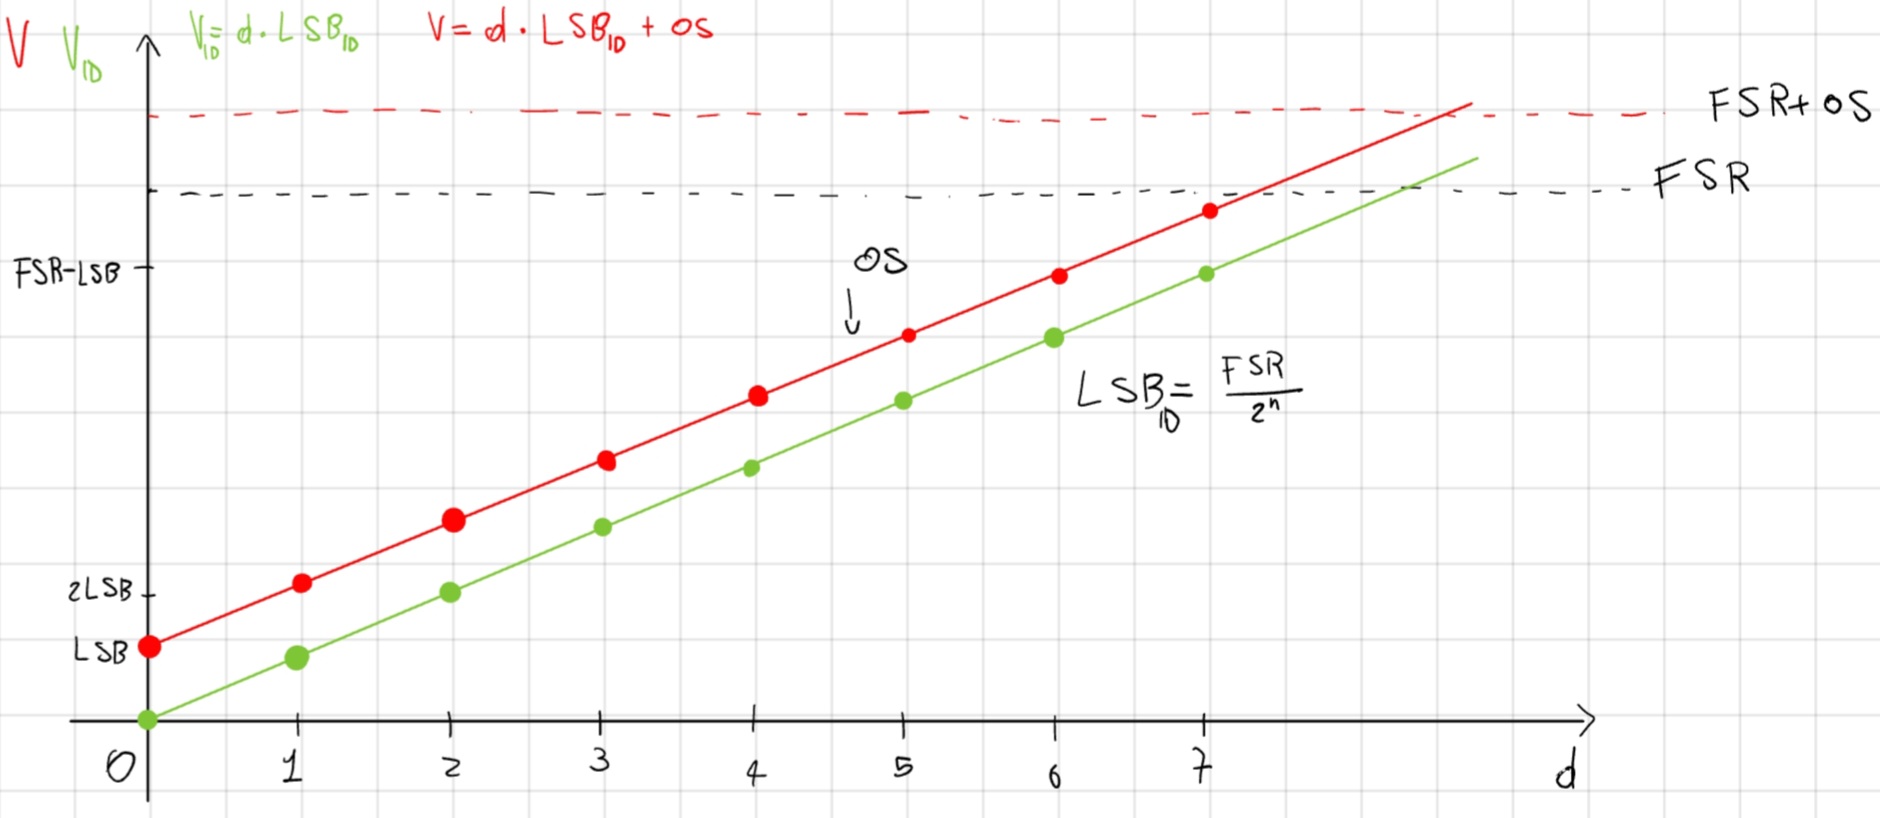 V V_ID V_ID = d · LSB_ID V = d · LSB_ID + OS
FSR + OS
FSR
FSR-LSB
OS
↓
LSB_ID = FSR / 2^n
2LSB
LSB
0 1 2 3 4 5 6 7 d